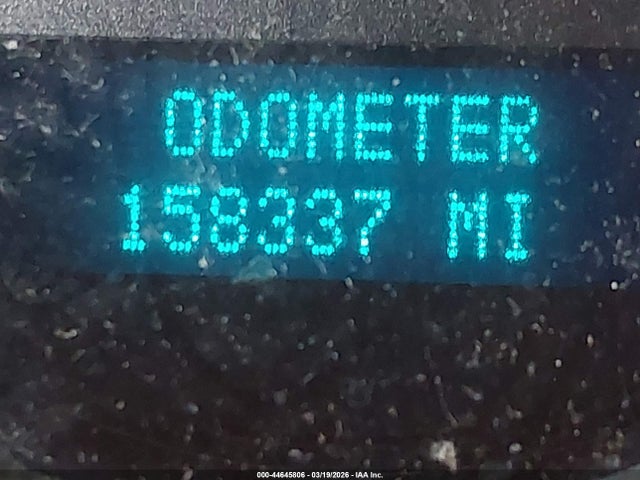 ODOMETER
158337 MI
000-44645806 - 03/19/2026 - IAA Inc.